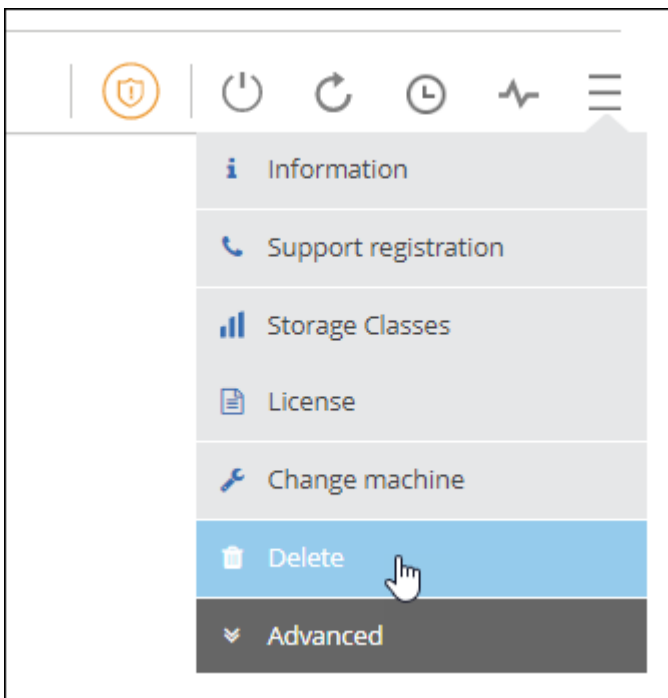 Information
Support registration
Storage Classes
License
Change machine
Delete
Advanced